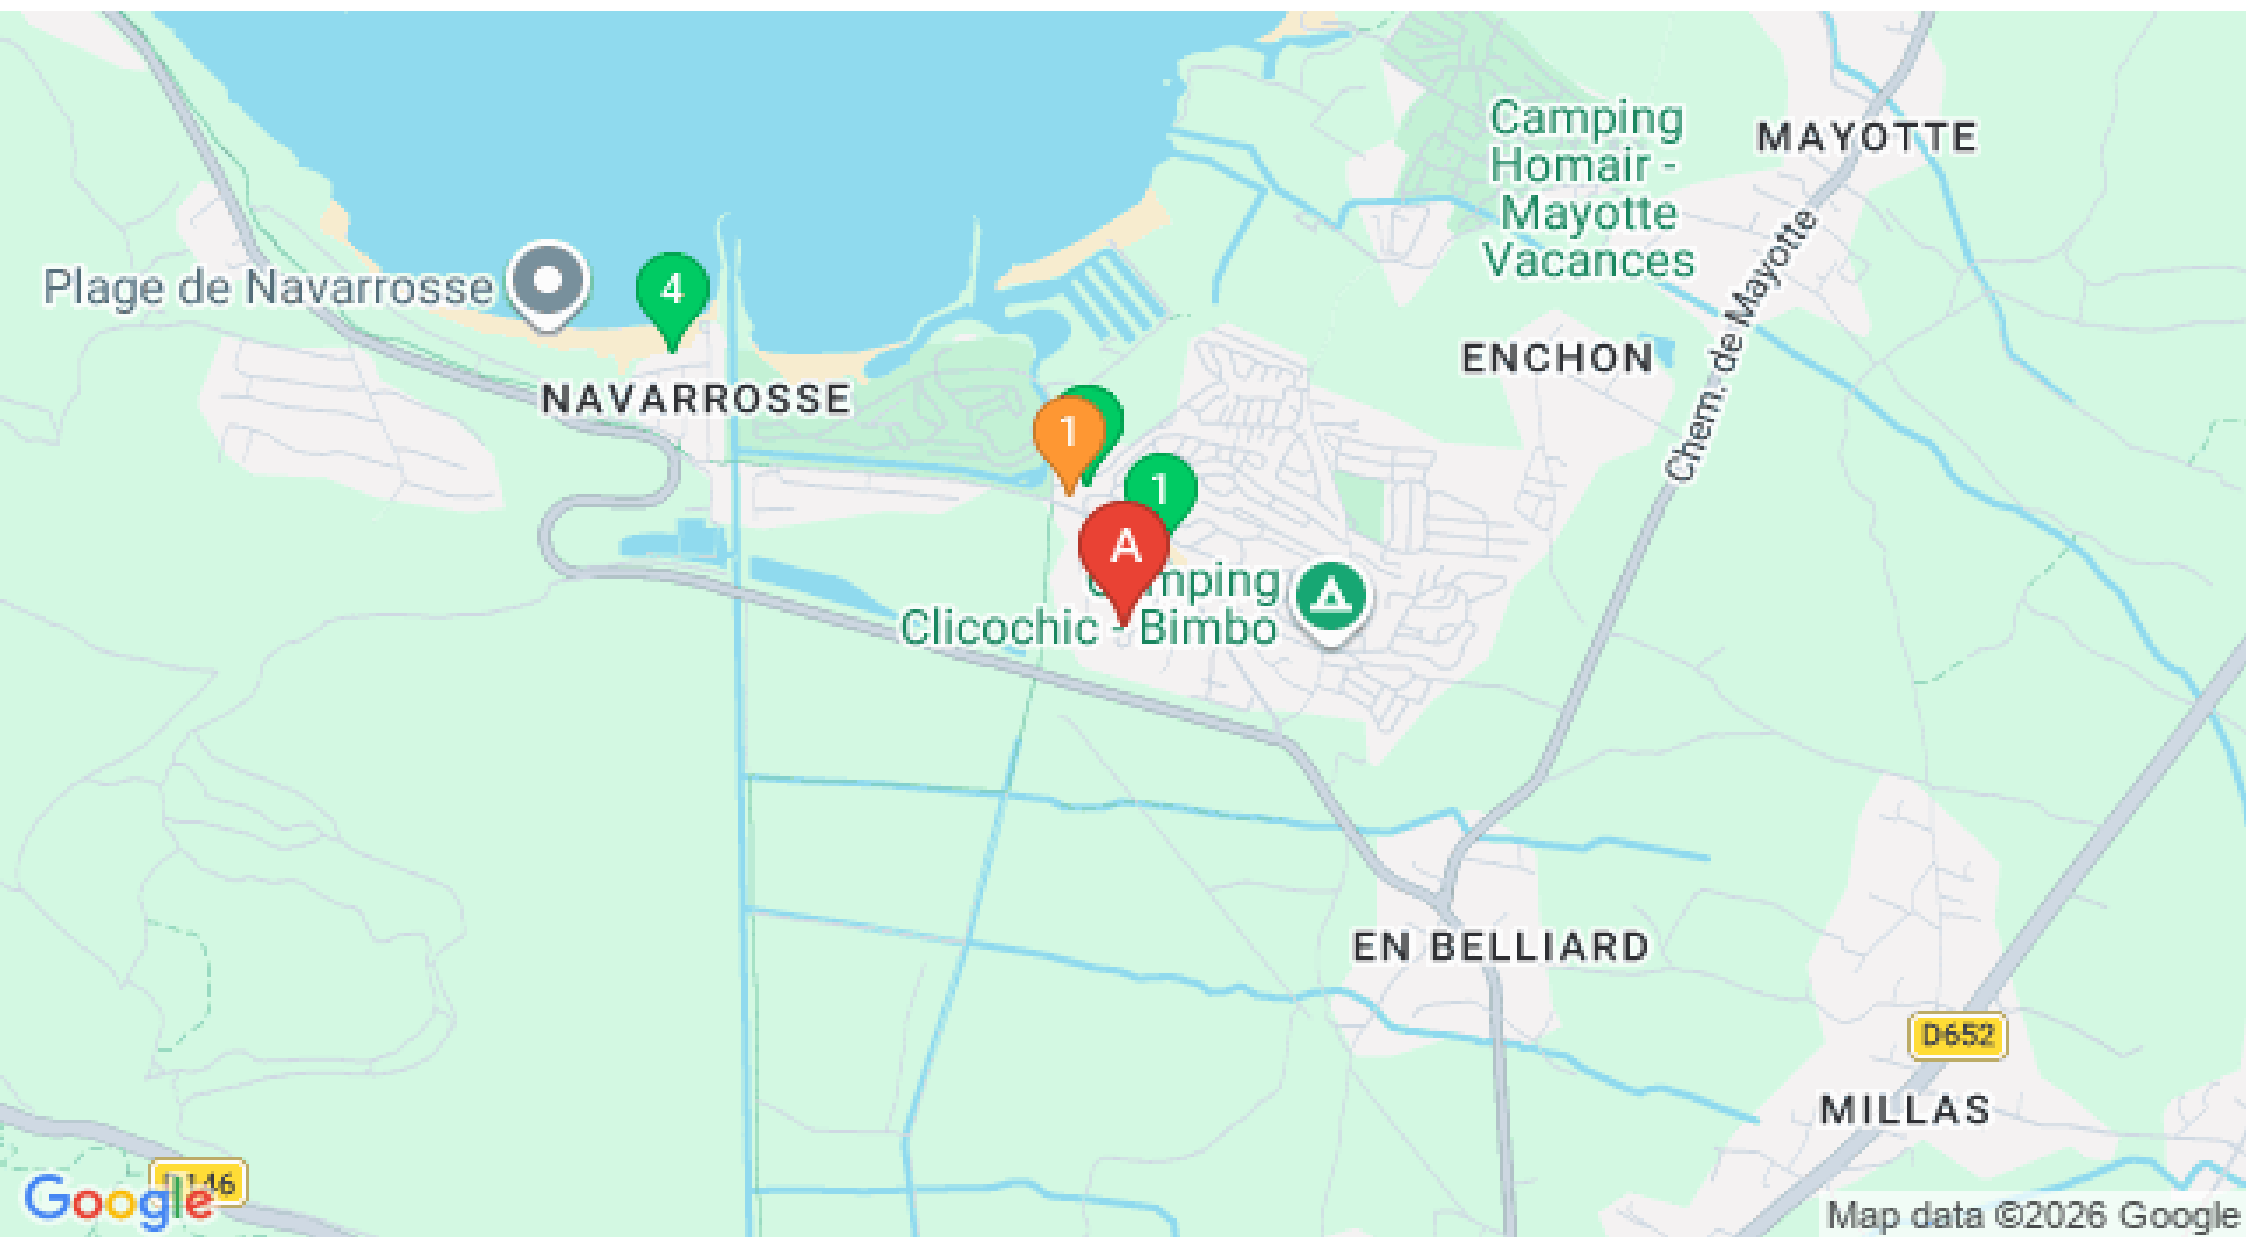 Camping
Homair -
Mayotte
Vacances
MAYOTTE
Plage de Navarrosse
4
NAVARROSSE
ENCHON
Chem. de Mayotte
1
1
A
Clicochic - Bimbo
EN BELLIARD
D652
MILLAS
Google
Map data ©2026 Google